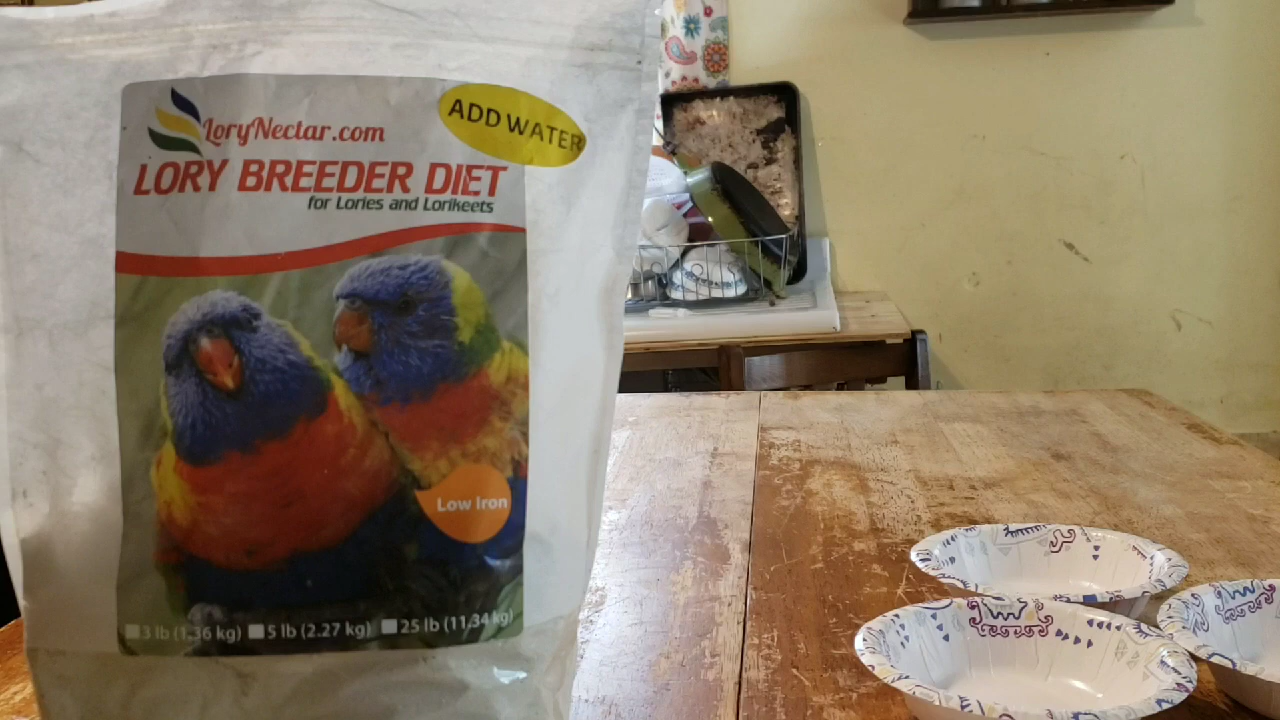 LoryNectar.com
ADD WATER
LORY BREEDER DIET
for Lories and Lorikeets
Low Iron
3 lb (1.36 kg) 5 lb (2.27 kg) 25 lb (11.34 kg)